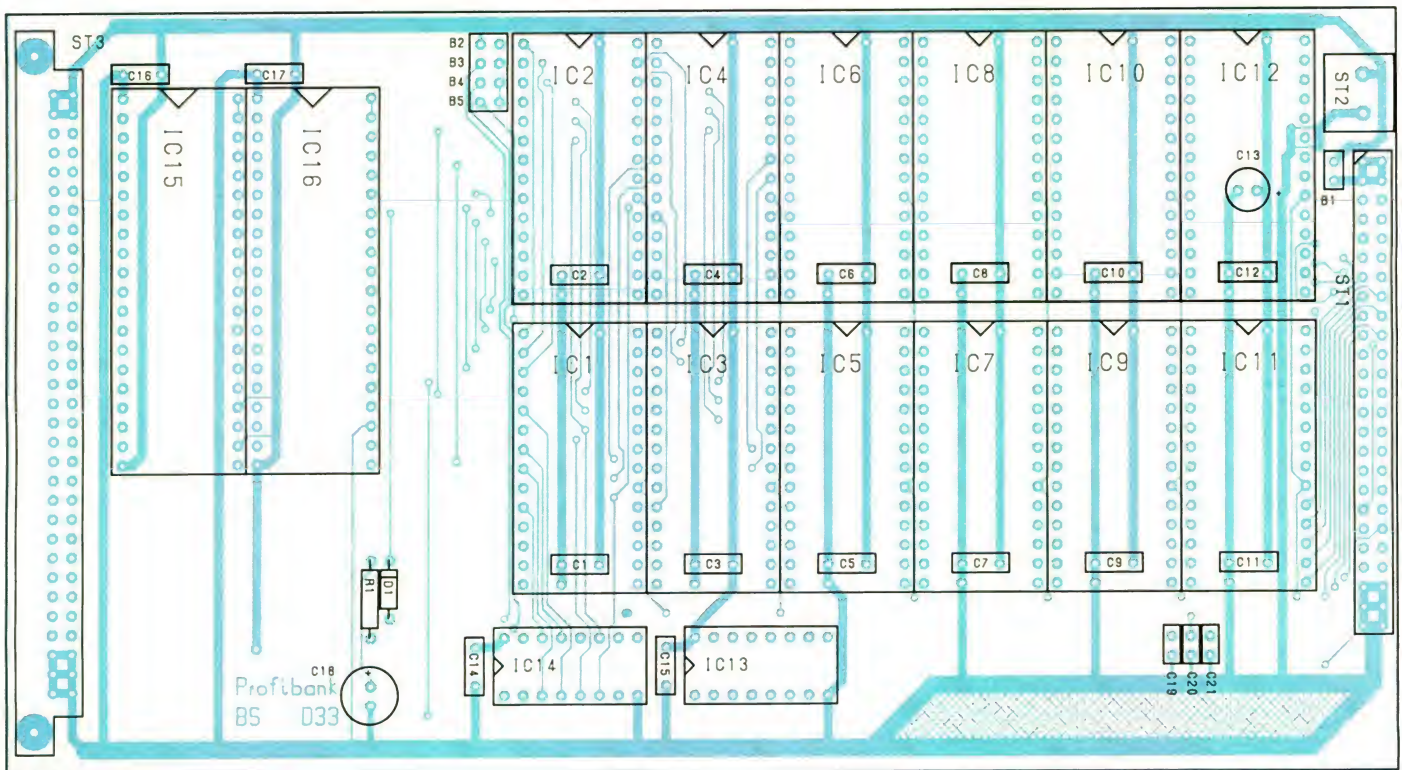 ST3
C16
C17
IC15
IC16
B2
B3
B4
B5
IC2
IC4
IC6
IC8
IC10
IC12
ST2
C13
+
B1
C2
C4
C6
C8
C10
C12
ST1
IC1
IC3
IC5
IC7
IC9
IC11
C1
C3
C5
C7
C9
C11
R1
D1
C14
IC14
C15
IC13
C19
C20
C21
C18
+
Profibank
BS D33